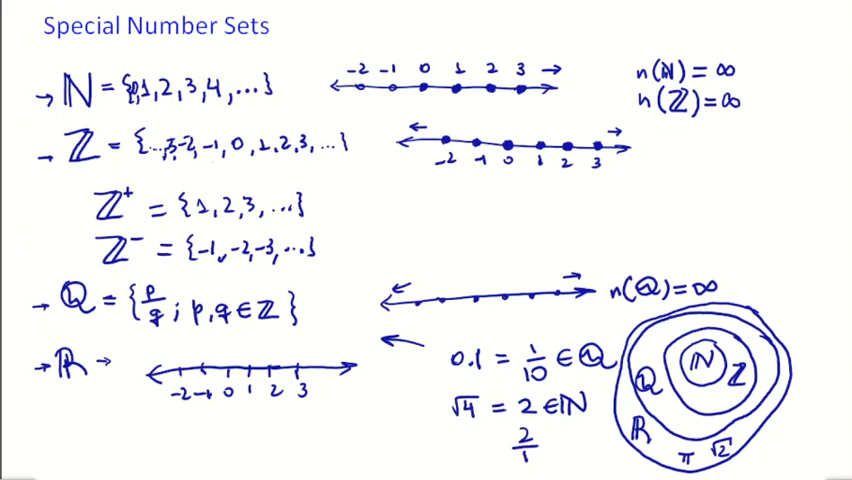 Special Number Sets
→ ℕ = {0,1,2,3,4,...}
-2 -1 0 1 2 3 →
n(ℕ) = ∞
n(ℤ) = ∞
→ ℤ = {...,-3,-2,-1,0,1,2,3,...}
← →
-2 -1 0 1 2 3
ℤ⁺ = {1,2,3,...}
ℤ⁻ = {-1,-2,-3,...}
→ ℚ = {p/q ; p,q ∈ ℤ}
← →
n(ℚ) = ∞
→ ℝ →
-2 -1 0 1 2 3
0.1 = 1/10 ∈ ℚ
√4 = 2 ∈ ℕ
2/1
ℕ
ℤ
ℚ
ℝ
π √2